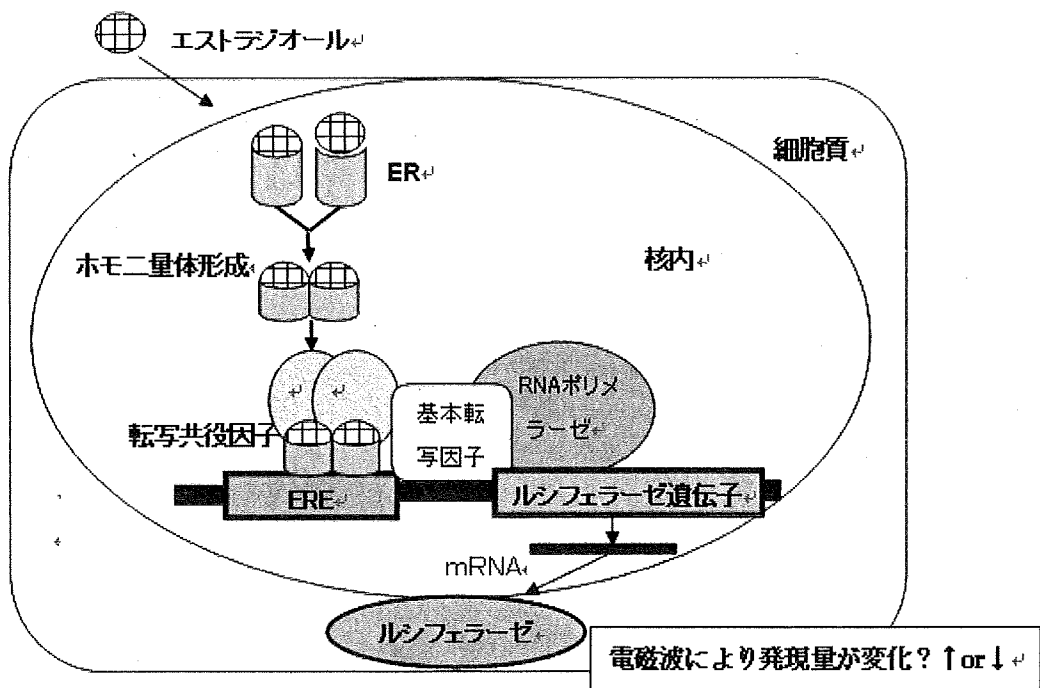 エストラジオール
細胞質
ER
ホモ二量体形成
核内
RNAポリメ
ラーゼ
基本転
写因子
転写共役因子
ERE
ルシフェラーゼ遺伝子
mRNA
ルシフェラーゼ
電磁波により発現量が変化？↑or↓